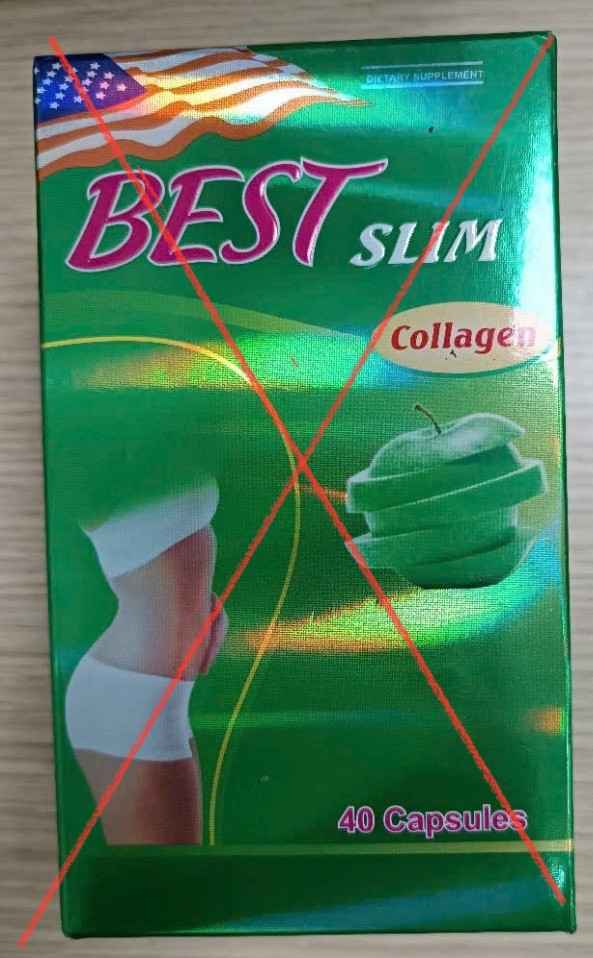 DIETARY SUPPLEMENT
BEST SLIM
Collagen
40 Capsules